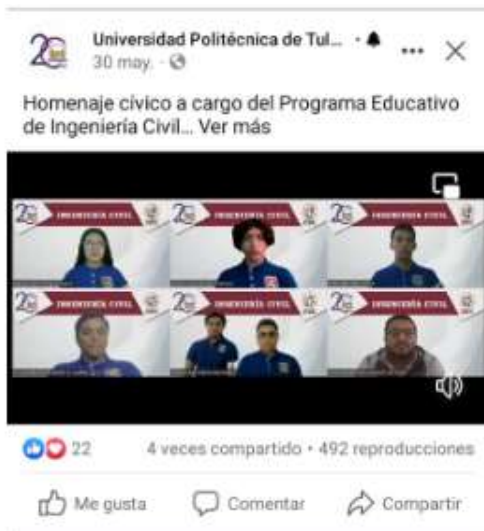 Universidad Politécnica de Tul...
30 may.
Homenaje cívico a cargo del Programa Educativo
de Ingeniería Civil... Ver más
INGENIERÍA CIVIL
INGENIERÍA CIVIL
INGENIERÍA CIVIL
INGENIERÍA CIVIL
INGENIERÍA CIVIL
INGENIERÍA CIVIL
22
4 veces compartido • 492 reproducciones
Me gusta
Comentar
Compartir